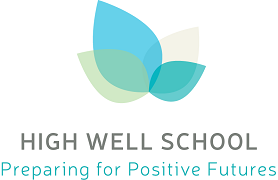 HIGH WELL SCHOOL
Preparing for Positive Futures